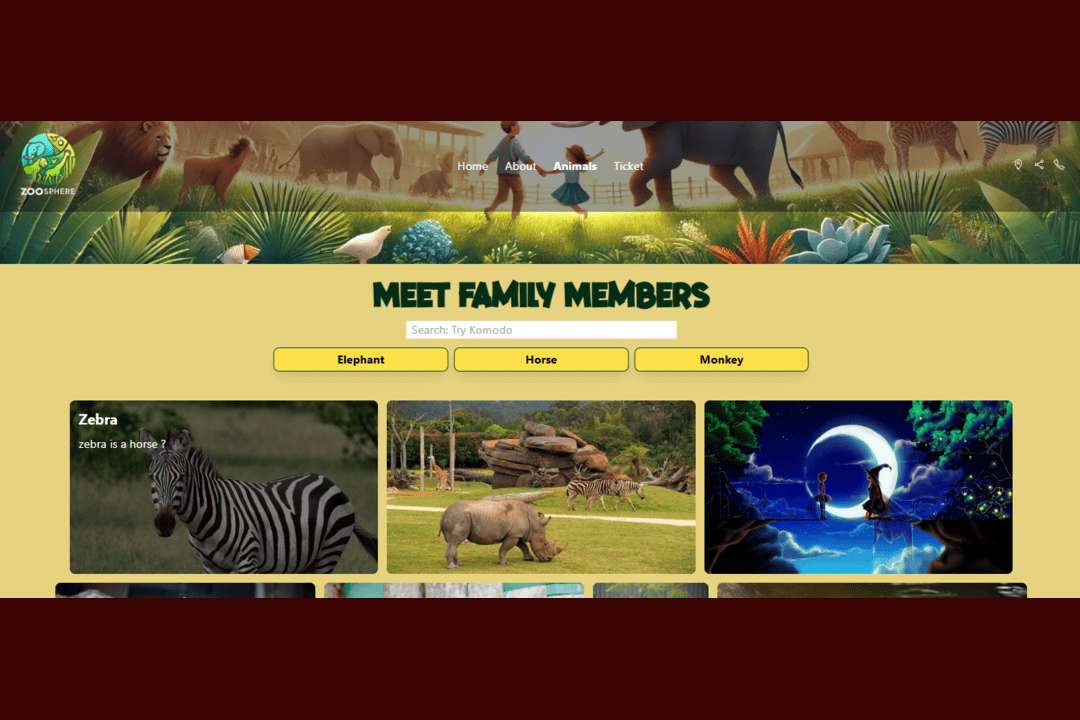 ZOOSPHERE
Home About Animals Ticket
MEET FAMILY MEMBERS
Search: Try Komodo
Elephant Horse Monkey
Zebra
zebra is a horse ?